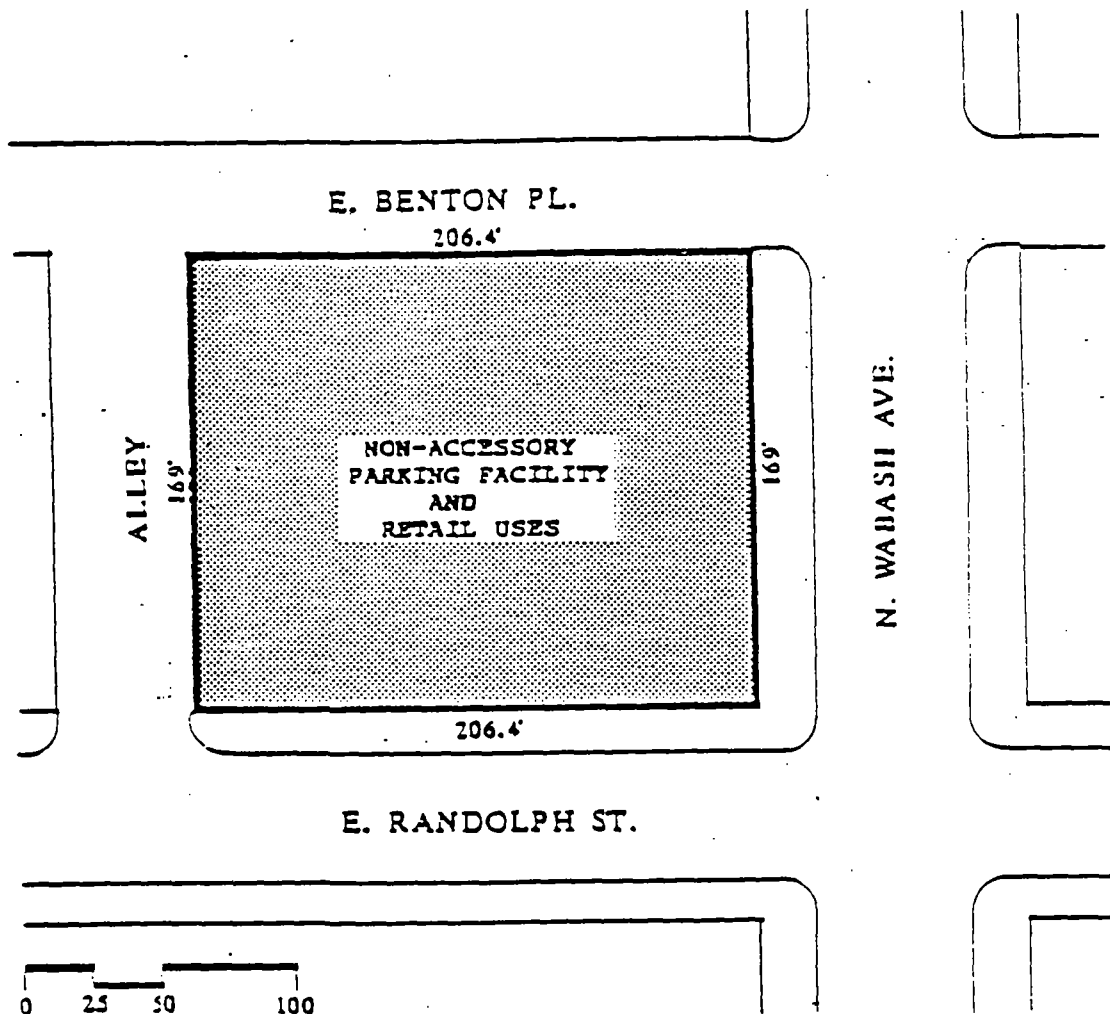 E. BENTON PL.
206.4'
ALLEY
169'
NON-ACCESSORY
PARKING FACILITY
AND
RETAIL USES
169'
N. WABASH AVE.
206.4'
E. RANDOLPH ST.
0 25 50 100